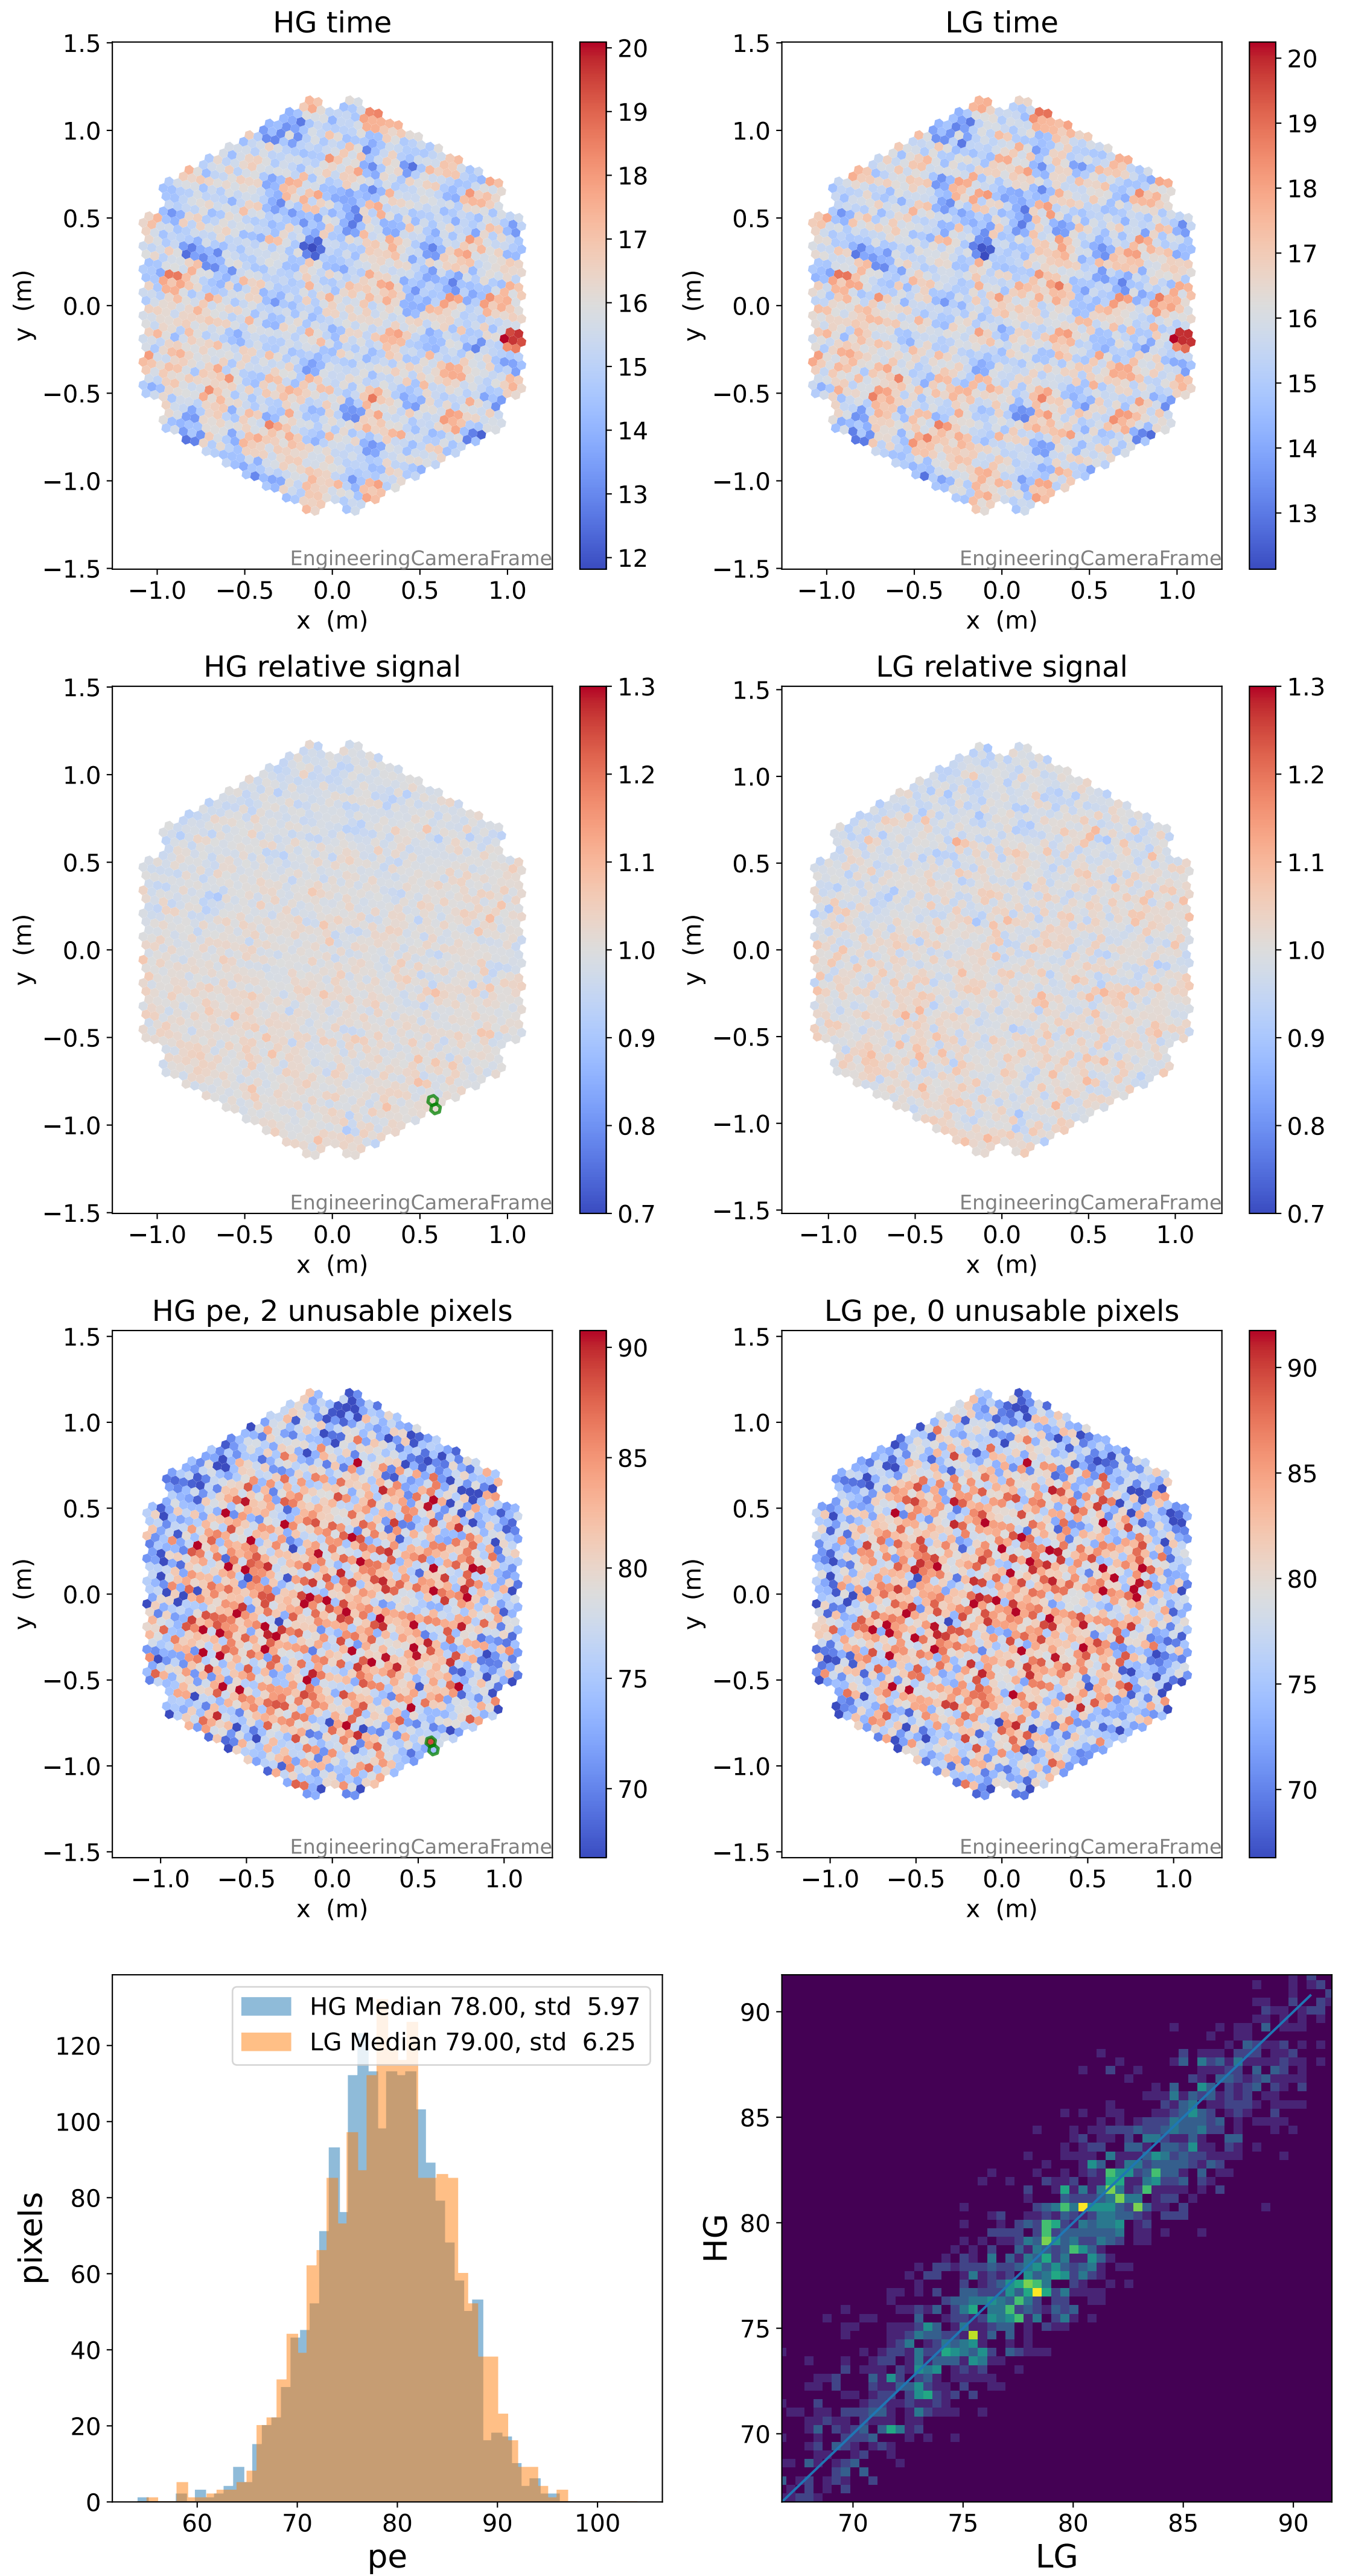 HG time
1.5
1.0
0.5
0.0
−0.5
−1.0
−1.5
y (m)
−1.0 −0.5 0.0 0.5 1.0
x (m)
EngineeringCameraFrame
20
19
18
17
16
15
14
13
12
LG time
1.5
1.0
0.5
0.0
−0.5
−1.0
−1.5
y (m)
−1.0 −0.5 0.0 0.5 1.0
x (m)
EngineeringCameraFrame
20
19
18
17
16
15
14
13
HG relative signal
1.5
1.0
0.5
0.0
−0.5
−1.0
−1.5
y (m)
−1.0 −0.5 0.0 0.5 1.0
x (m)
EngineeringCameraFrame
1.3
1.2
1.1
1.0
0.9
0.8
0.7
LG relative signal
1.5
1.0
0.5
0.0
−0.5
−1.0
−1.5
y (m)
−1.0 −0.5 0.0 0.5 1.0
x (m)
EngineeringCameraFrame
1.3
1.2
1.1
1.0
0.9
0.8
0.7
HG pe, 2 unusable pixels
1.5
1.0
0.5
0.0
−0.5
−1.0
−1.5
y (m)
−1.0 −0.5 0.0 0.5 1.0
x (m)
EngineeringCameraFrame
90
85
80
75
70
LG pe, 0 unusable pixels
1.5
1.0
0.5
0.0
−0.5
−1.0
−1.5
y (m)
−1.0 −0.5 0.0 0.5 1.0
x (m)
EngineeringCameraFrame
90
85
80
75
70
HG Median 78.00, std 5.97
LG Median 79.00, std 6.25
120
100
80
60
40
20
0
pixels
60 70 80 90 100
pe
90
85
80
75
70
HG
70 75 80 85 90
LG